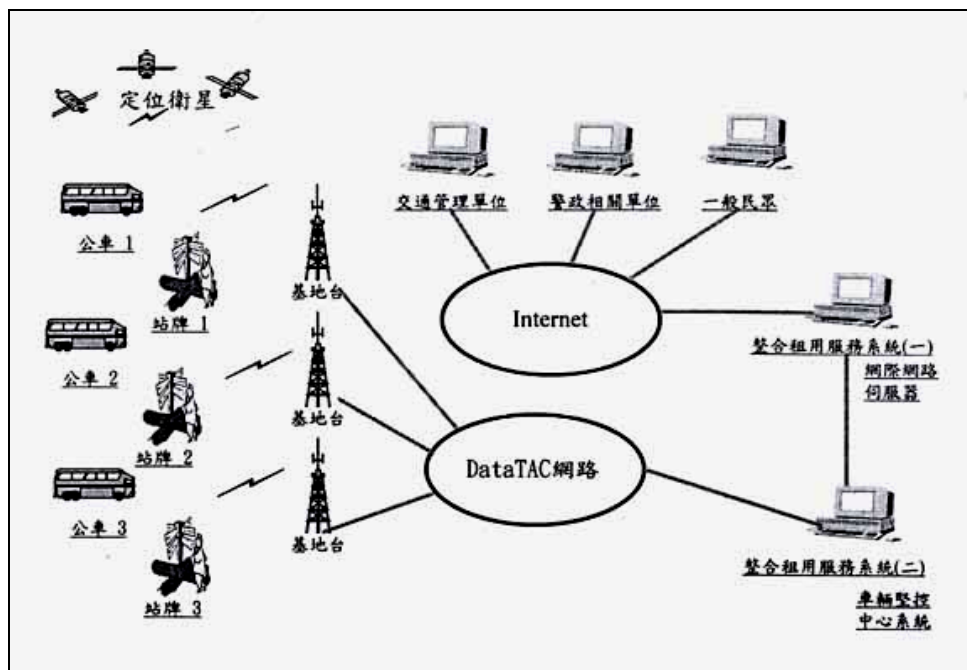 定位衛星
交通管理單位
警政相關單位
一般民眾
公車 1
站牌 1
基地台
Internet
整合租用服務系統(一)
網際網路
伺服器
公車 2
站牌 2
基地台
DataTAC網路
公車 3
站牌 3
基地台
整合租用服務系統(二)
車輛堅控
中心系統